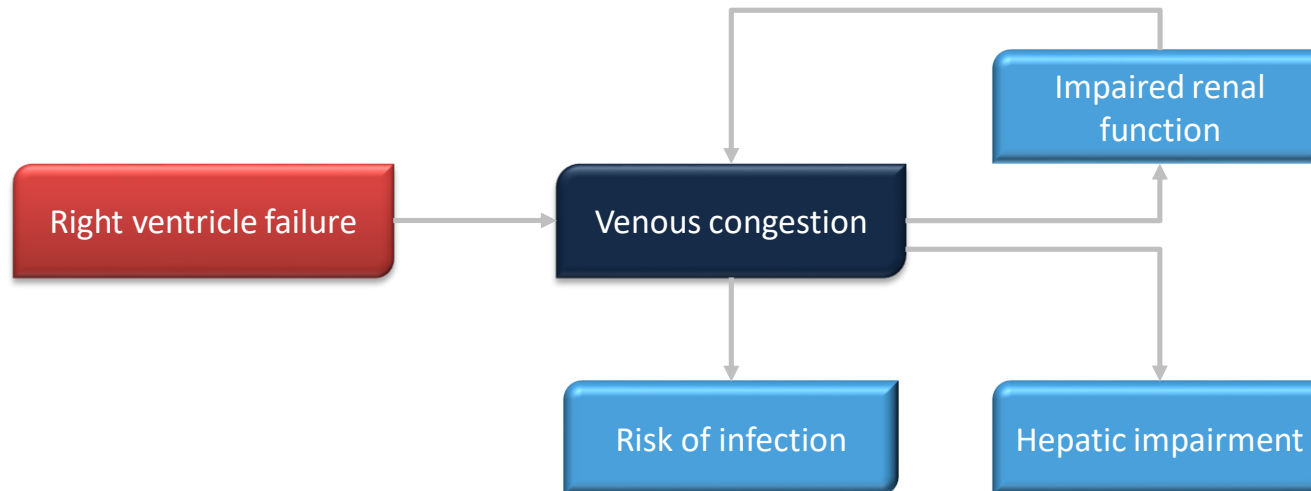 Impaired renal
function
Right ventricle failure
Venous congestion
Risk of infection
Hepatic impairment